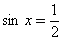 sin x = 1/2